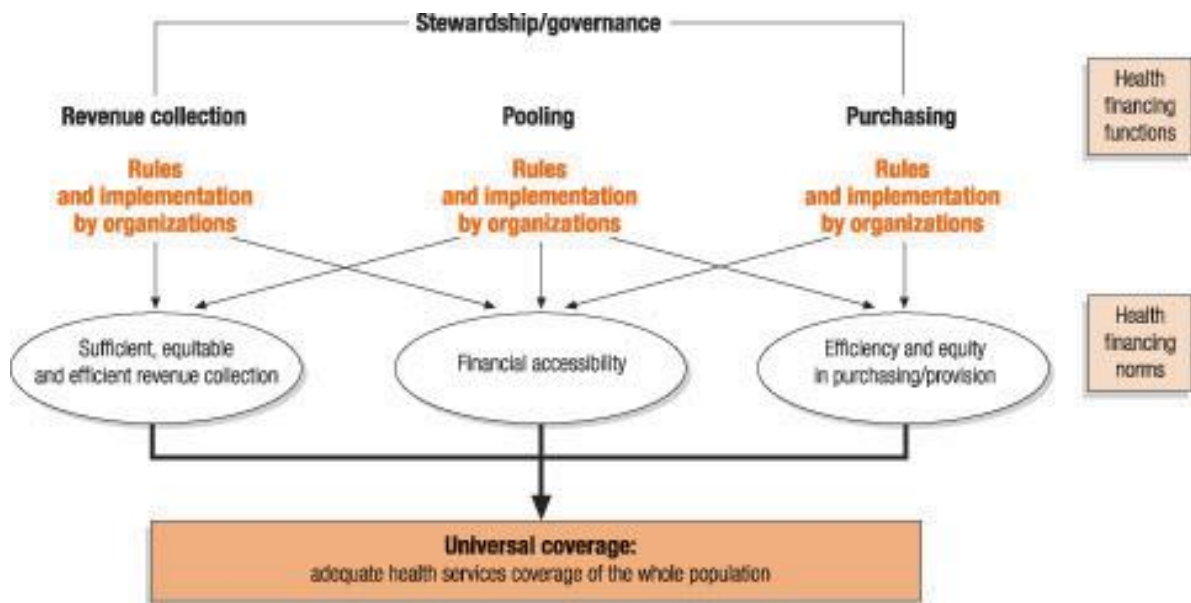 Stewardship/governance
Revenue collection
Pooling
Purchasing
Health
financing
functions
Rules
and implementation
by organizations
Rules
and implementation
by organizations
Rules
and implementation
by organizations
Sufficient, equitable
and efficient revenue collection
Financial accessibility
Efficiency and equity
in purchasing/provision
Health
financing
norms
Universal coverage:
adequate health services coverage of the whole population